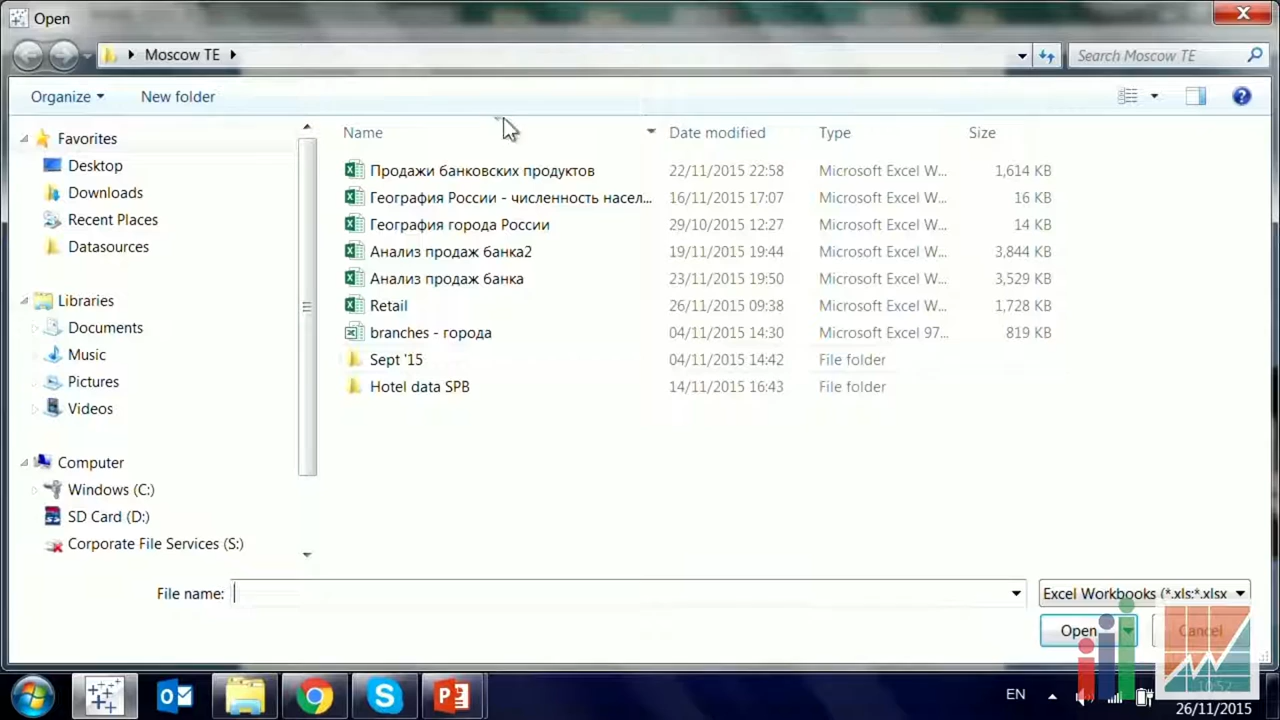 Open
Moscow TE
Search Moscow TE
Organize
New folder
Name
Date modified
Type
Size
Favorites
Desktop
Downloads
Recent Places
Datasources
Libraries
Documents
Music
Pictures
Videos
Computer
Windows (C:)
SD Card (D:)
Corporate File Services (S:)
Продажи банковских продуктов 22/11/2015 22:58 Microsoft Excel W... 1,614 KB
География России - численность насел... 16/11/2015 17:07 Microsoft Excel W... 16 KB
География города России 29/10/2015 12:27 Microsoft Excel W... 14 KB
Анализ продаж банка2 19/11/2015 19:44 Microsoft Excel W... 3,844 KB
Анализ продаж банка 23/11/2015 19:50 Microsoft Excel W... 3,529 KB
Retail 26/11/2015 09:38 Microsoft Excel W... 1,728 KB
branches - города 04/11/2015 14:30 Microsoft Excel 97... 819 KB
Sept '15 04/11/2015 14:42 File folder
Hotel data SPB 14/11/2015 16:43 File folder
File name:
Excel Workbooks (*.xls;*.xlsx
Open
Cancel
EN
10:52
26/11/2015